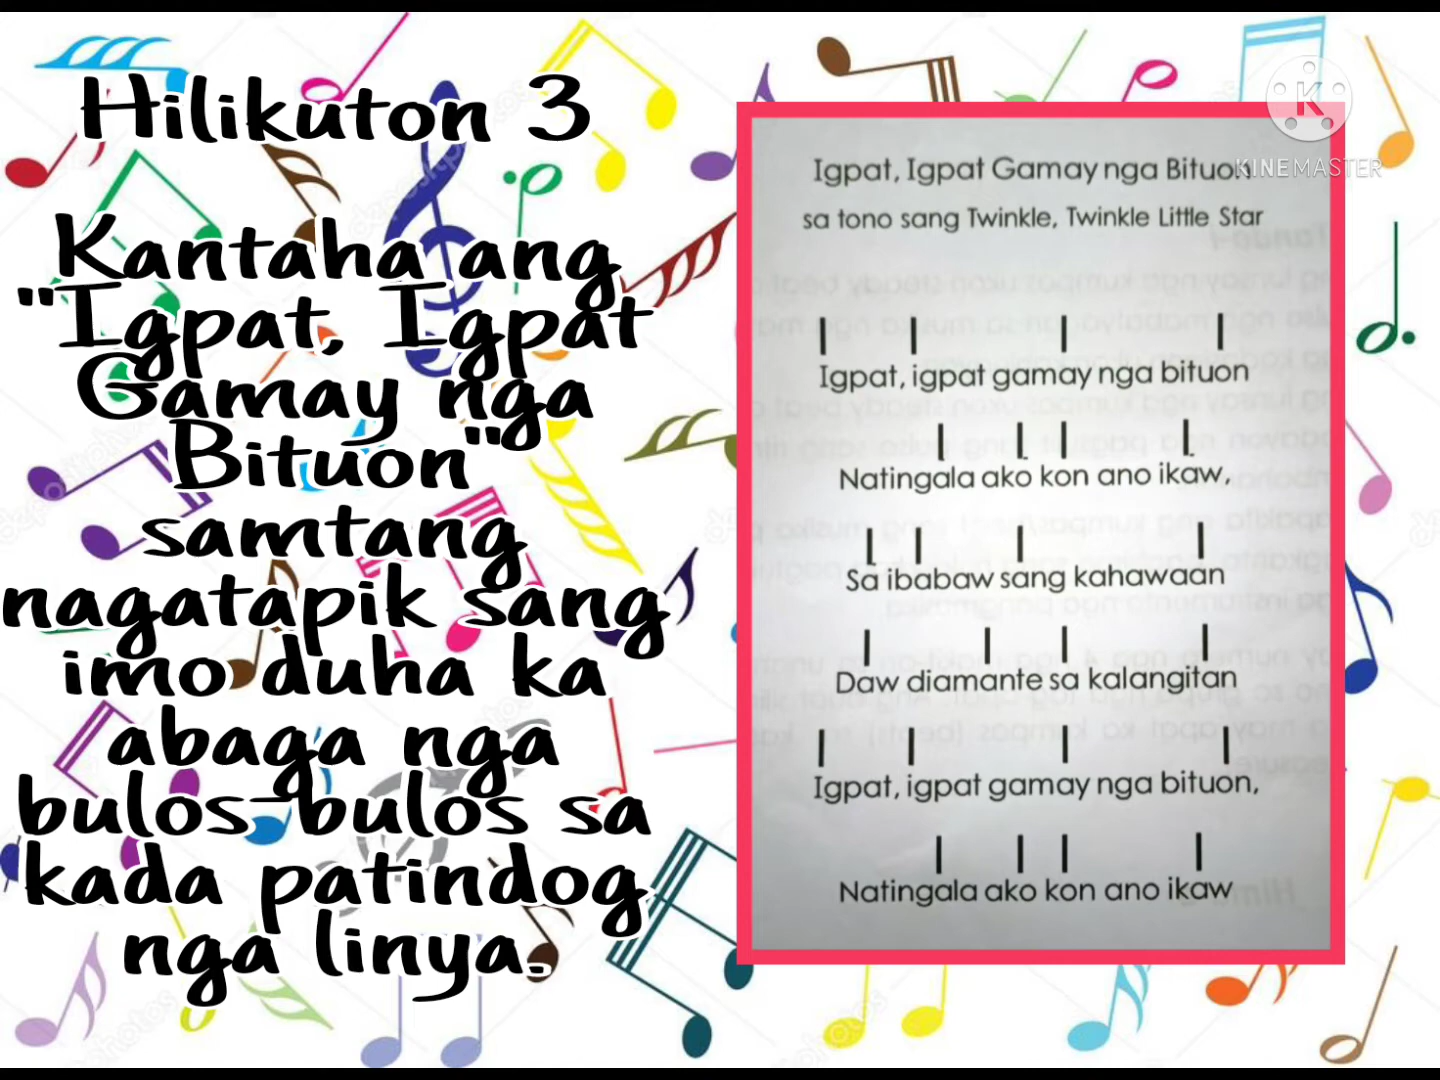 Hilikuton 3
Kantaha ang
"Igpat, Igpat
Gamay nga
Bituon"
samtang
nagatapik sang
imo duha ka
abaga nga
bulos-bulos sa
kada patindog
nga linya.
K
KINEMASTER
Igpat, Igpat Gamay nga Bituon
sa tono sang Twinkle, Twinkle Little Star
Igpat, igpat gamay nga bituon
Natingala ako kon ano ikaw,
Sa ibabaw sang kahawaan
Daw diamante sa kalangitan
Igpat, igpat gamay nga bituon,
Natingala ako kon ano ikaw